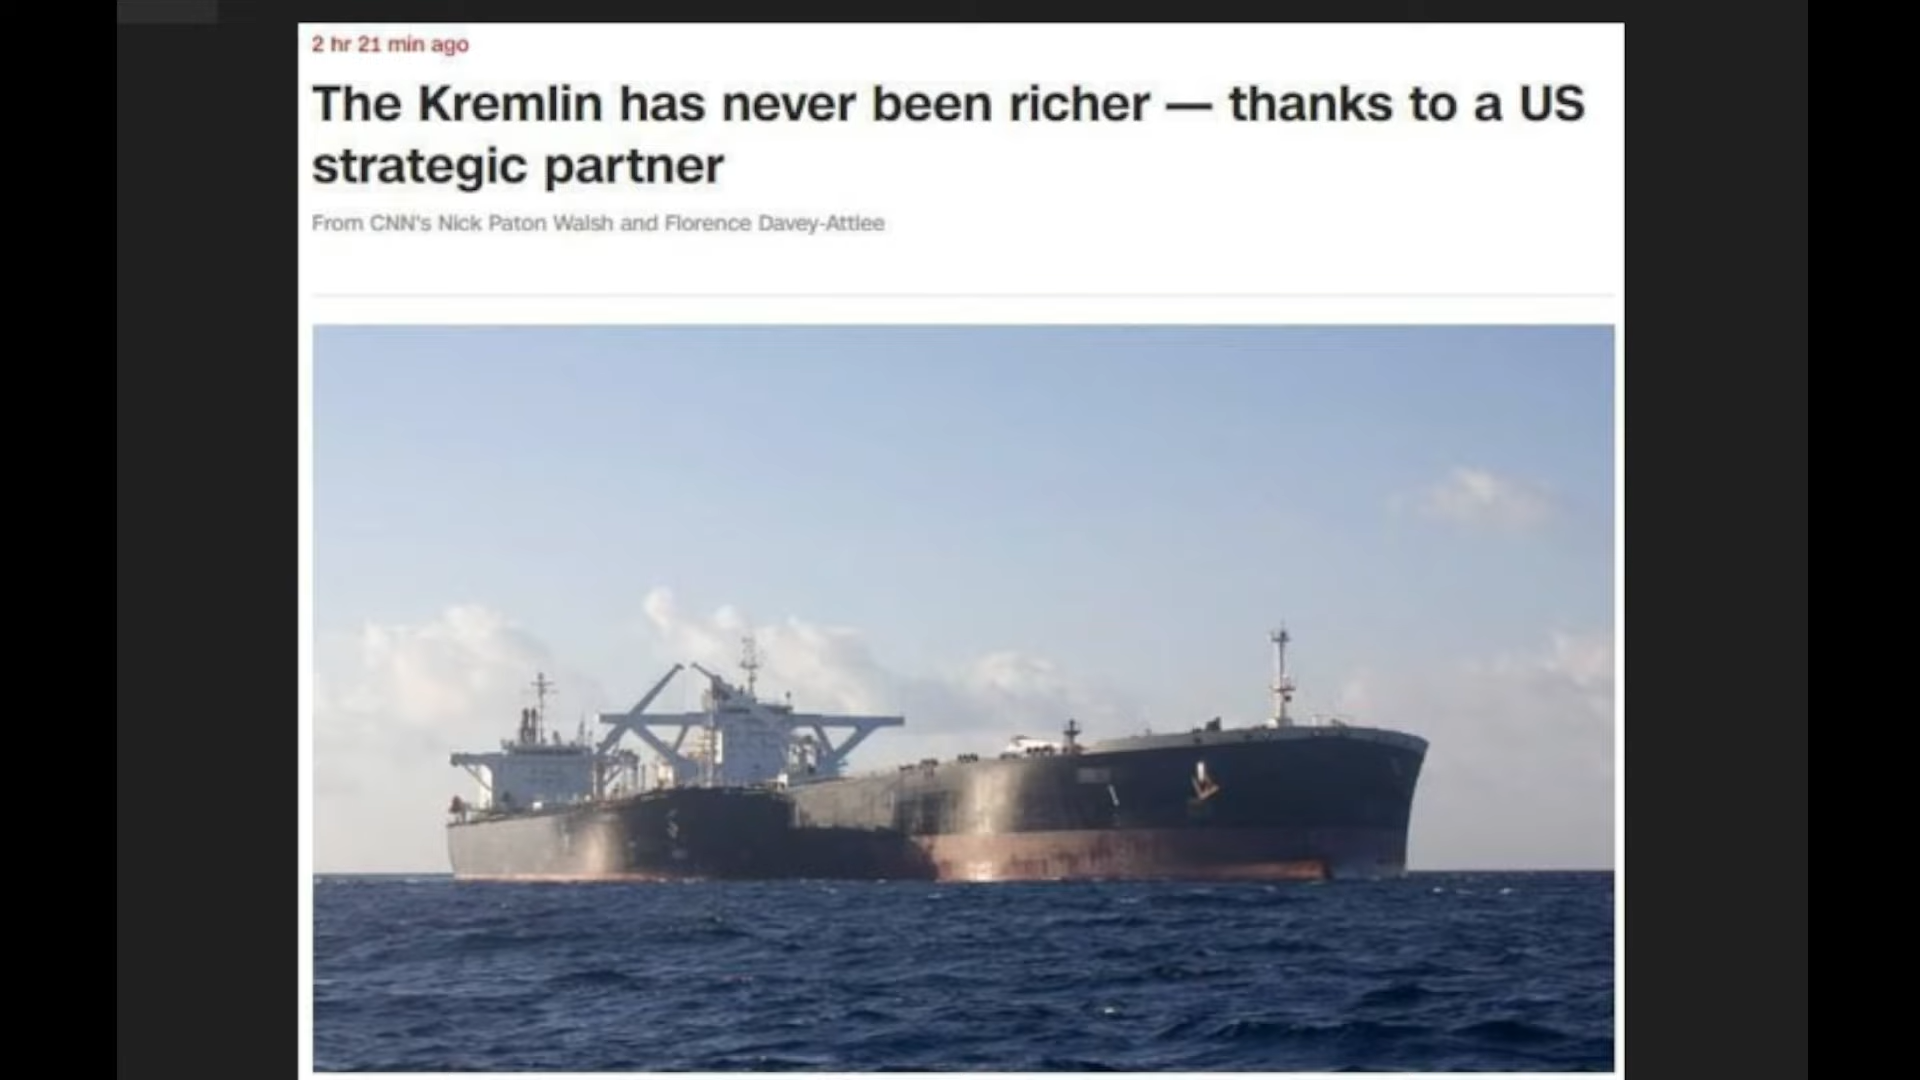 2 hr 21 min ago
The Kremlin has never been richer — thanks to a US
strategic partner
From CNN's Nick Paton Walsh and Florence Davey-Attlee